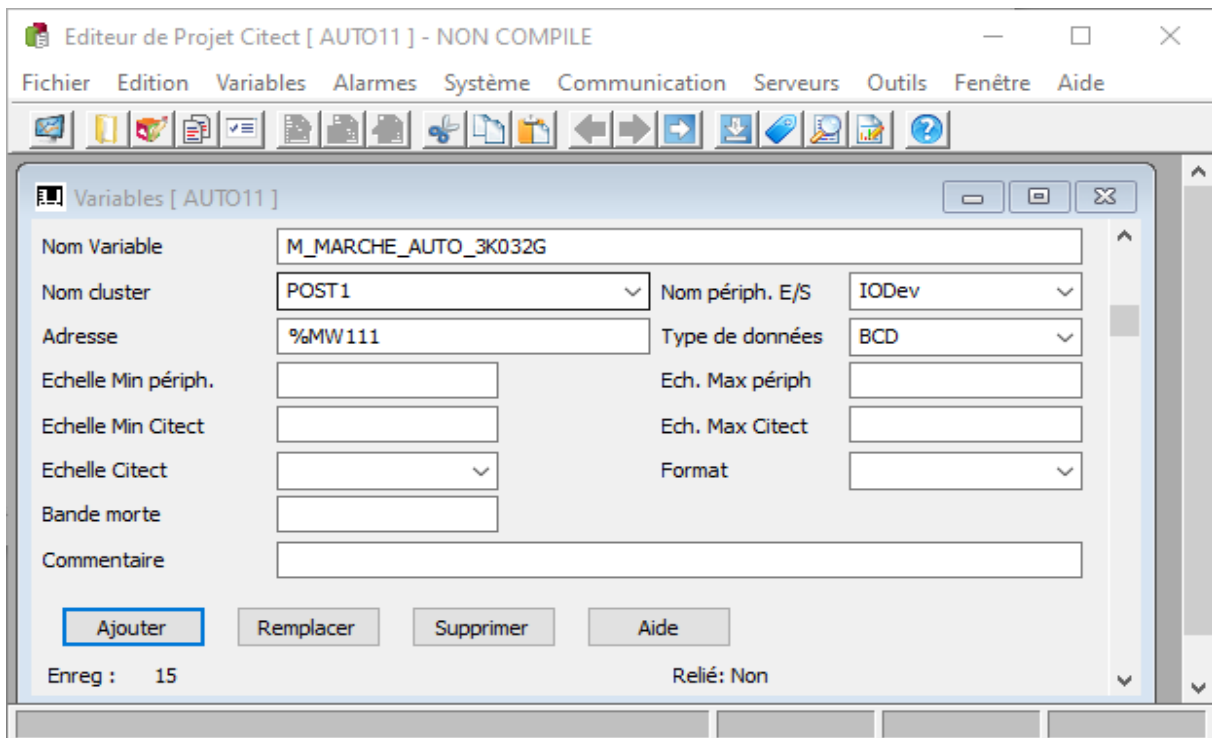 Editeur de Projet Citect [ AUTO11 ] - NON COMPILE
Fichier Edition Variables Alarmes Système Communication Serveurs Outils Fenêtre Aide
Variables [ AUTO11 ]
Nom Variable M_MARCHE_AUTO_3K032G
Nom cluster POST1 Nom périph. E/S IODev
Adresse %MW111 Type de données BCD
Echelle Min périph. Ech. Max périph
Echelle Min Citect Ech. Max Citect
Echelle Citect Format
Bande morte
Commentaire
Ajouter Remplacer Supprimer Aide
Enreg : 15 Relié: Non